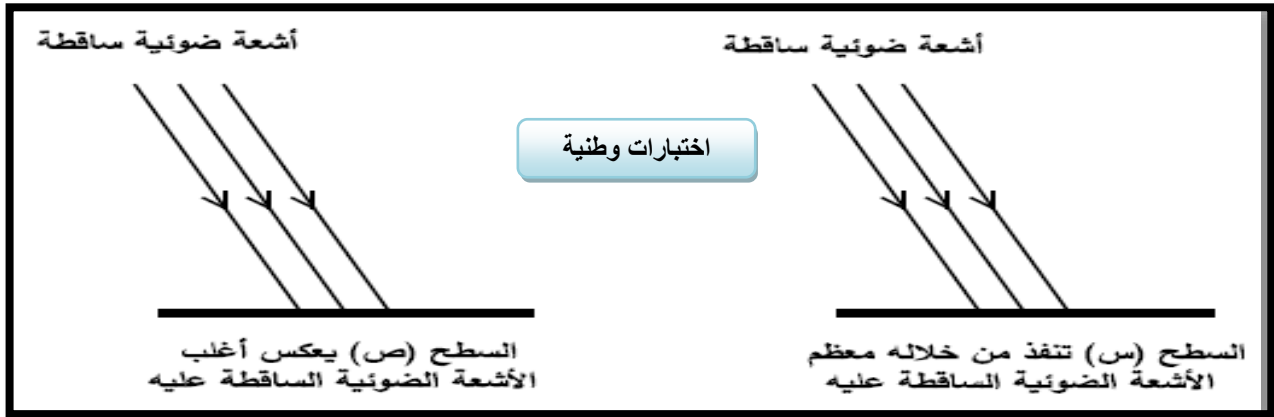 أشعة ضوئية ساقطة
أشعة ضوئية ساقطة
اختبارات وطنية
السطح (س) تنفذ من خلاله معظم
الأشعة الضوئية الساقطة عليه
السطح (ص) يعكس أغلب
الأشعة الضوئية الساقطة عليه